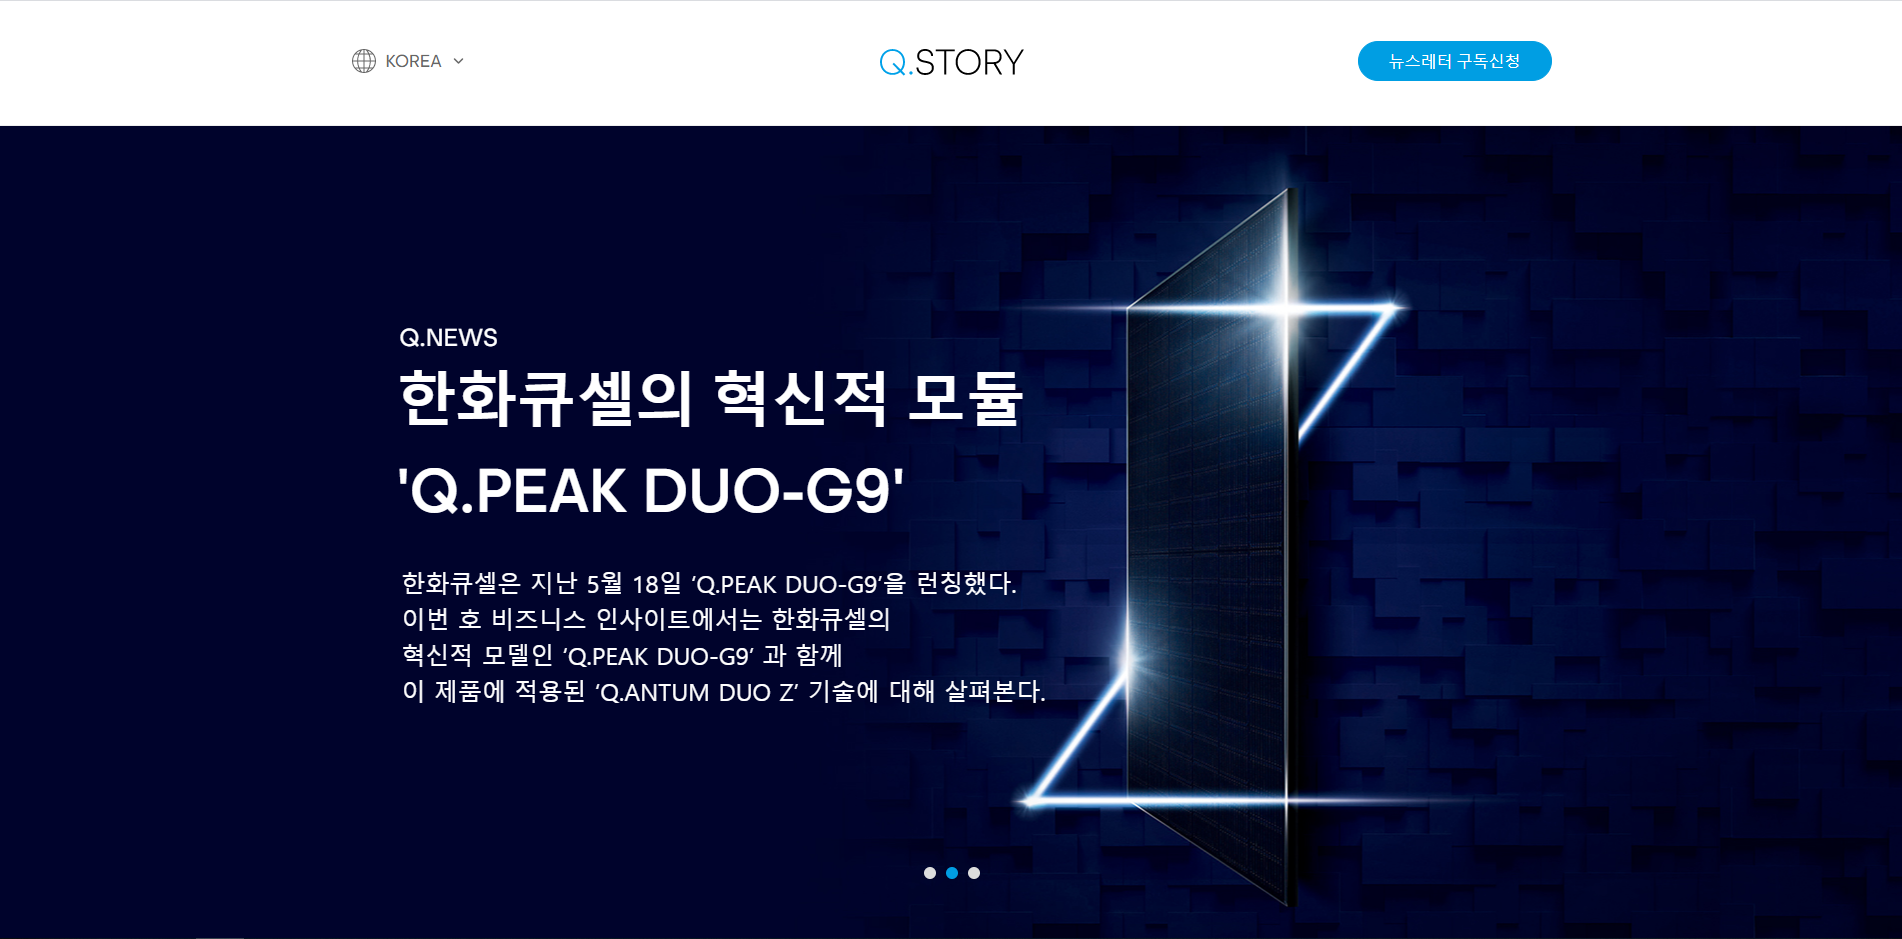 KOREA
Q.STORY
뉴스레터 구독신청
Q.NEWS
한화큐셀의 혁신적 모듈
'Q.PEAK DUO-G9'
한화큐셀은 지난 5월 18일 ‘Q.PEAK DUO-G9’을 런칭했다.
이번 호 비즈니스 인사이트에서는 한화큐셀의
혁신적 모델인 ‘Q.PEAK DUO-G9’ 과 함께
이 제품에 적용된 ‘Q.ANTUM DUO Z’ 기술에 대해 살펴본다.